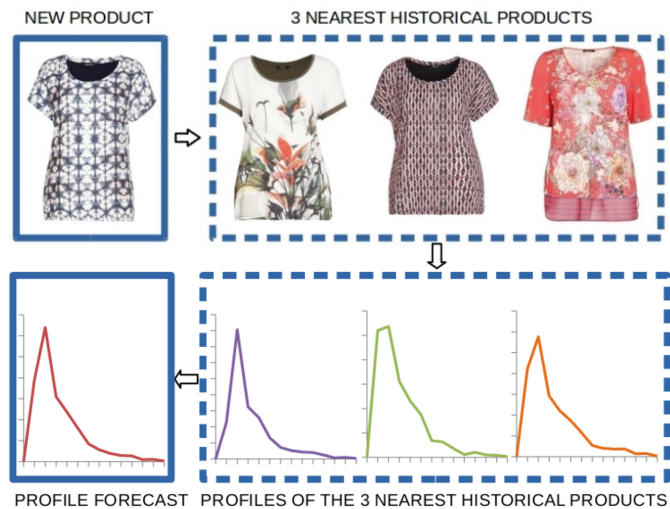 NEW PRODUCT
3 NEAREST HISTORICAL PRODUCTS
PROFILE FORECAST
PROFILES OF THE 3 NEAREST HISTORICAL PRODUCTS